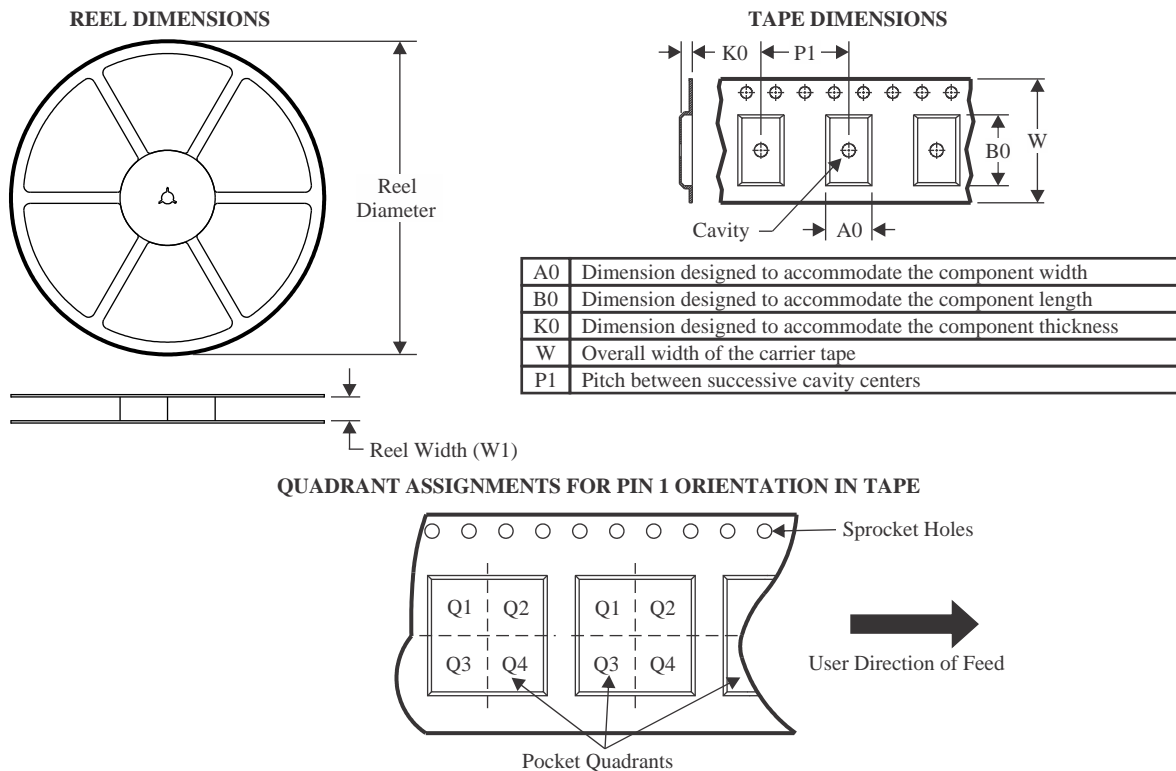 REEL DIMENSIONS
Reel
Diameter
Reel Width (W1)
TAPE DIMENSIONS
K0
P1
W
B0
Cavity
A0
A0 Dimension designed to accommodate the component width
B0 Dimension designed to accommodate the component length
K0 Dimension designed to accommodate the component thickness
W Overall width of the carrier tape
P1 Pitch between successive cavity centers
QUADRANT ASSIGNMENTS FOR PIN 1 ORIENTATION IN TAPE
Sprocket Holes
Q1 Q2 Q1 Q2
Q3 Q4 Q3 Q4
User Direction of Feed
Pocket Quadrants